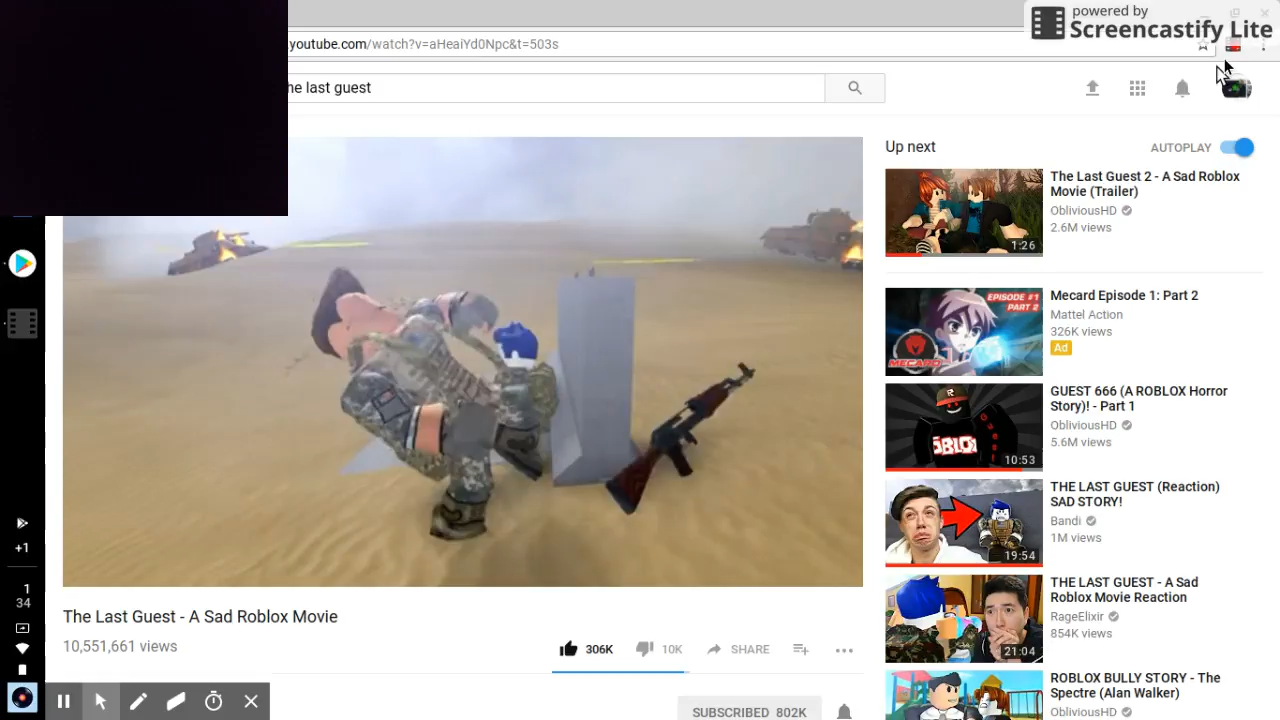 powered by
Screencastify Lite
youtube.com/watch?v=aHeaiYd0Npc&t=503s
he last guest
Up next
AUTOPLAY
The Last Guest 2 - A Sad Roblox
Movie (Trailer)
ObliviousHD
2.6M views
1:26
Mecard Episode 1: Part 2
Mattel Action
326K views
Ad
EPISODE #1
PART 2
MECARD
GUEST 666 (A ROBLOX Horror
Story)! - Part 1
ObliviousHD
5.6M views
10:53
THE LAST GUEST (Reaction)
SAD STORY!
Bandi
1M views
19:54
THE LAST GUEST - A Sad
Roblox Movie Reaction
RageElixir
854K views
21:04
ROBLOX BULLY STORY - The
Spectre (Alan Walker)
ObliviousHD
The Last Guest - A Sad Roblox Movie
10,551,661 views
306K
10K
SHARE
SUBSCRIBED 802K
+1
1
34